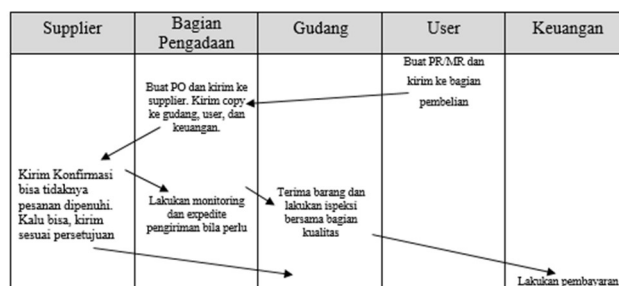 Supplier
Bagian
Pengadaan
Gudang
User
Keuangan
Buat PR/MR dan
kirim ke bagian
pembelian
Buat PO dan kirim ke
supplier. Kirim copy
ke gudang, user, dan
keuangan.
Kirim Konfirmasi
bisa tidaknya
pesanan dipenuhi.
Kalu bisa, kirim
sesuai persetujuan
Lakukan monitoring
dan expedite
pengiriman bila perlu
Terima barang dan
lakukan ispeksi
bersama bagian
kualitas
Lakukan pembayaran